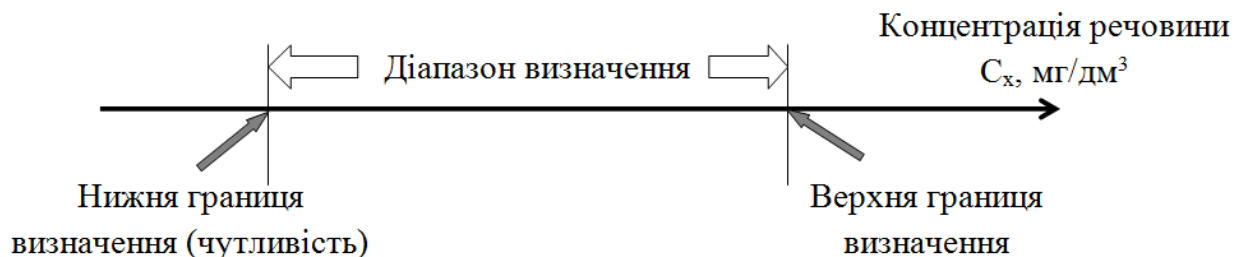 Концентрація речовини
Cₓ, мг/дм³
Діапазон визначення
Нижня границя
визначення (чутливість)
Верхня границя
визначення